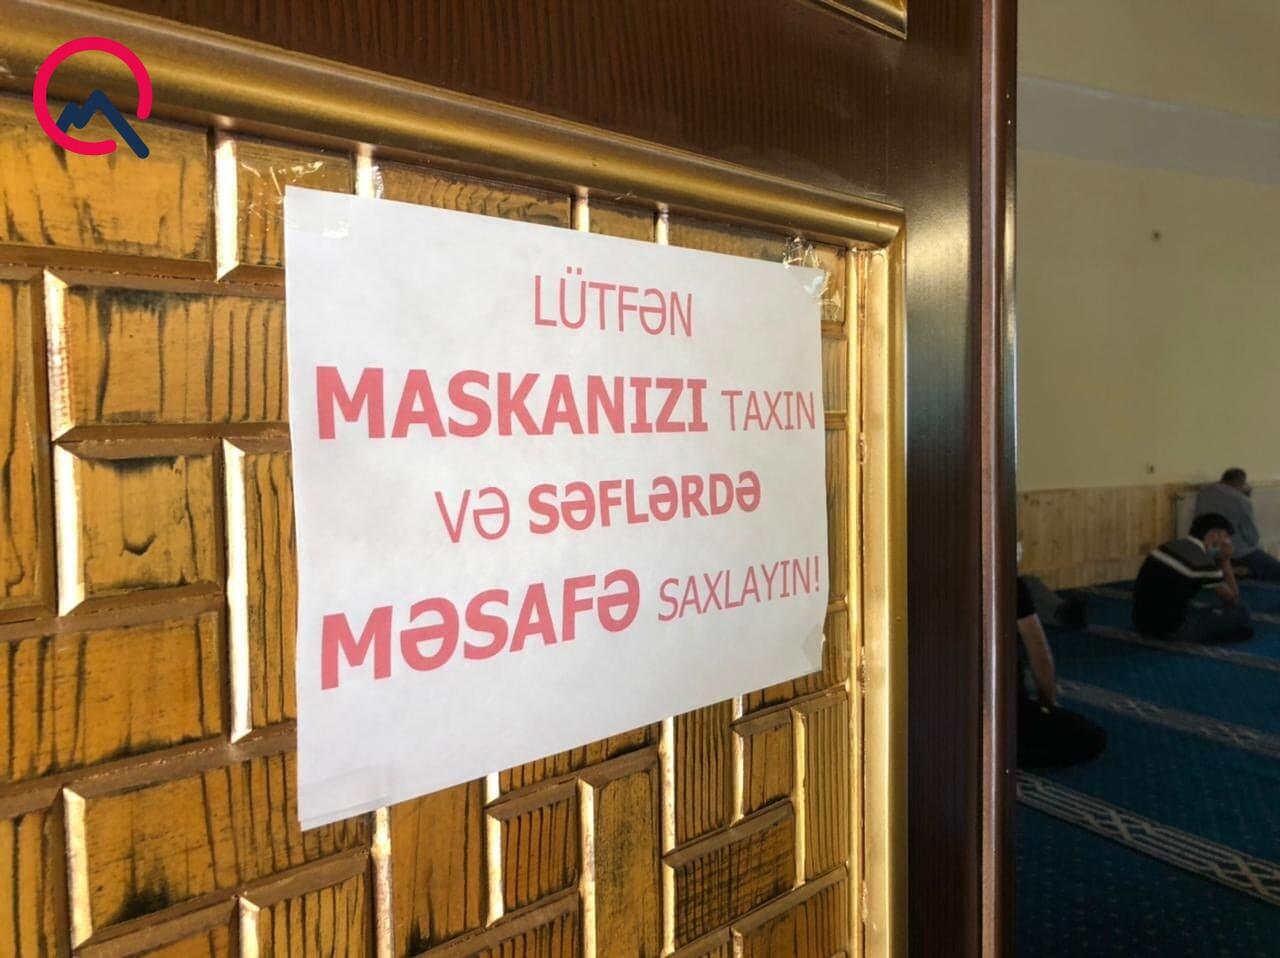 LÜTFƏN
MASKANIZI TAXIN
VƏ SƏFLƏRDƏ
MƏSAFƏ SAXLAYIN!